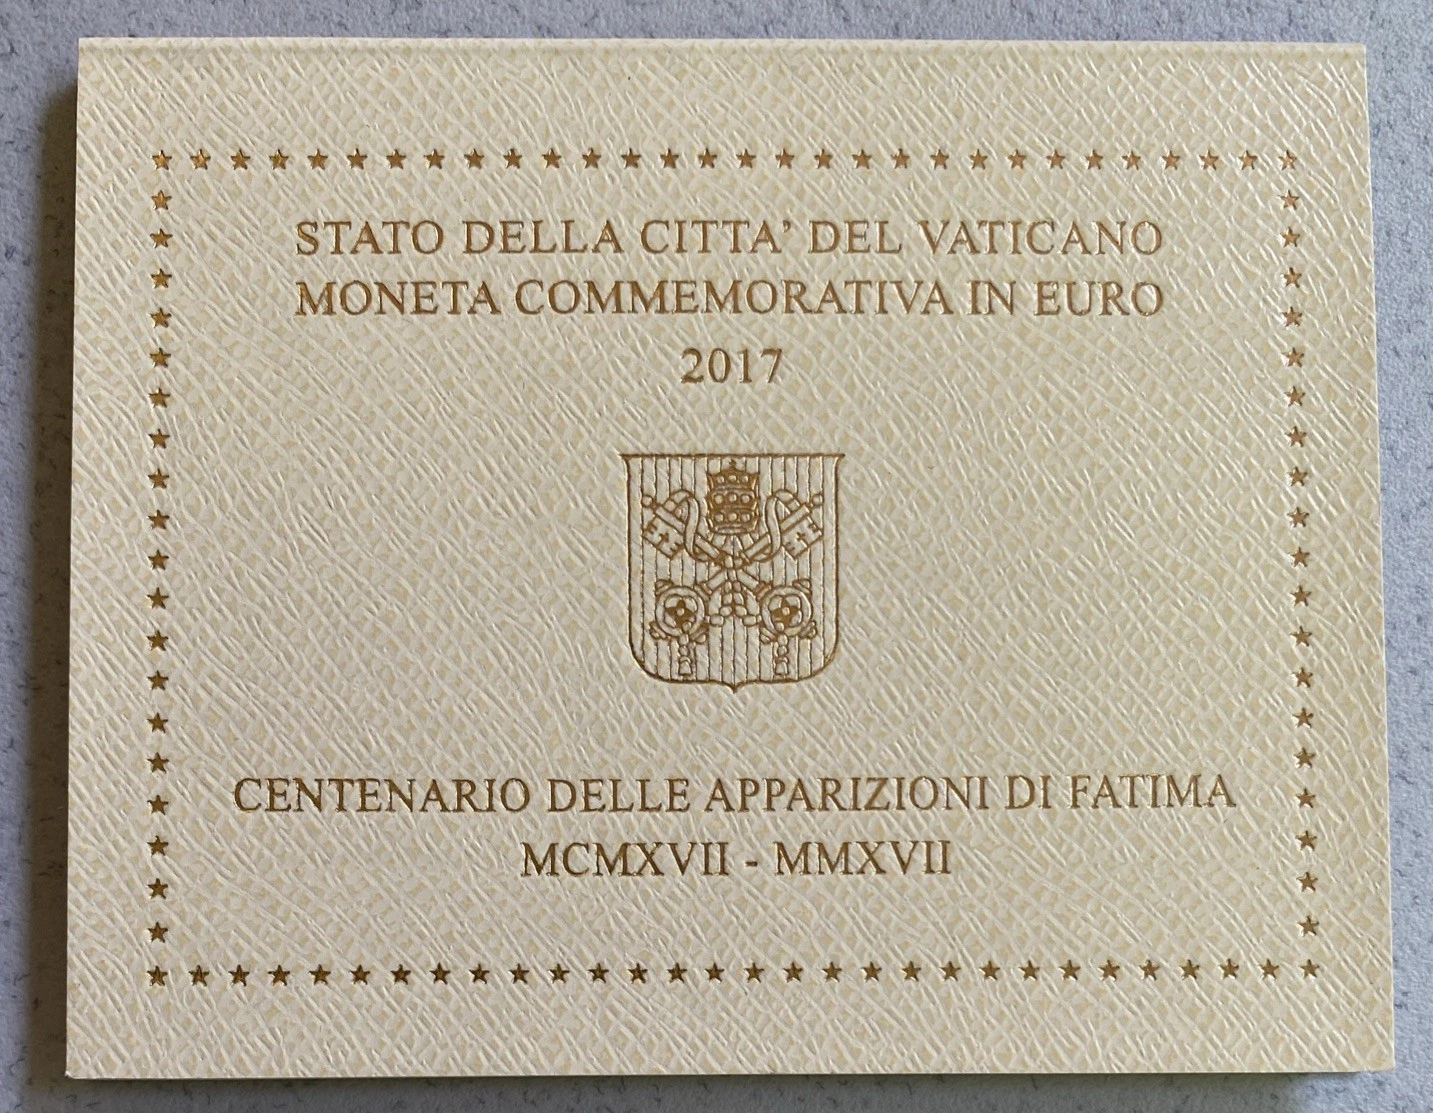 STATO DELLA CITTA' DEL VATICANO
MONETA COMMEMORATIVA IN EURO
2017
CENTENARIO DELLE APPARIZIONI DI FATIMA
MCMXVII - MMXVII